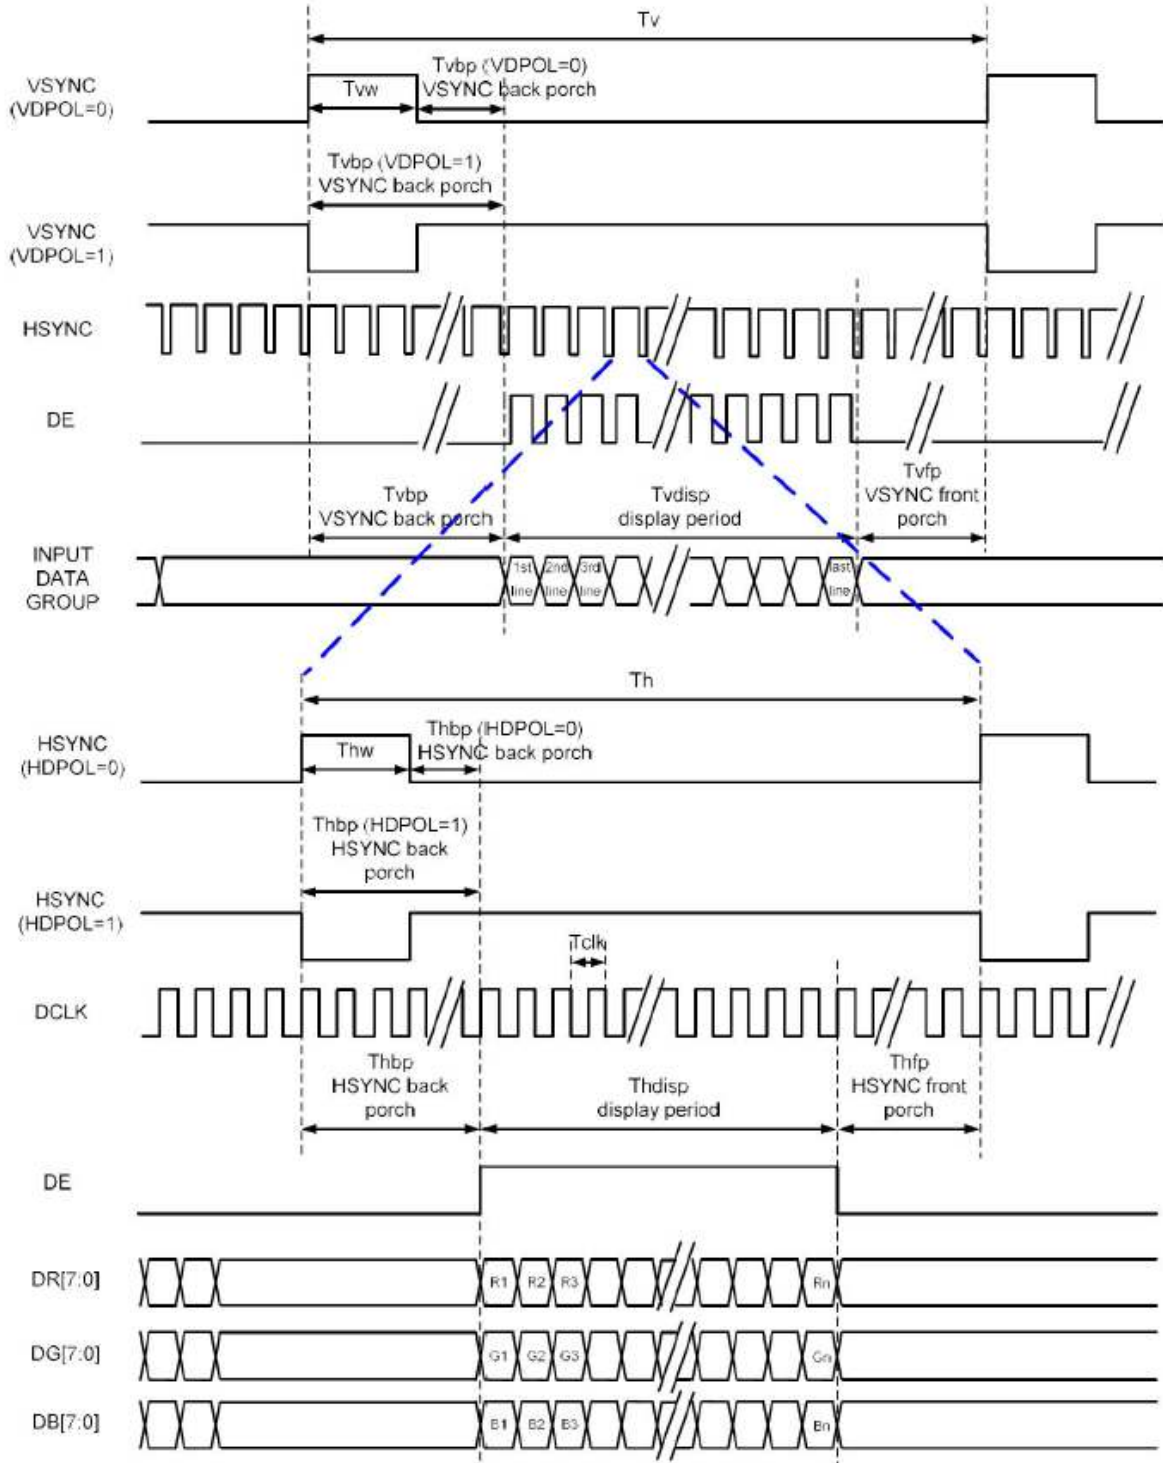 Tv
VSYNC
(VDPOL=0)
Tvw
Tvbp (VDPOL=0)
VSYNC back porch
Tvbp (VDPOL=1)
VSYNC back porch
VSYNC
(VDPOL=1)
HSYNC
DE
Tvbp
VSYNC back porch
Tvdisp
display period
Tvfp
VSYNC front
porch
INPUT
DATA
GROUP
1st
line
2nd
line
3rd
line
last
line
Th
HSYNC
(HDPOL=0)
Thw
Thbp (HDPOL=0)
HSYNC back porch
Thbp (HDPOL=1)
HSYNC back
porch
HSYNC
(HDPOL=1)
Tclk
DCLK
Thbp
HSYNC back
porch
Thdisp
display period
Thfp
HSYNC front
porch
DE
DR[7:0]
R1 R2 R3 Rn
DG[7:0]
G1 G2 G3 Gn
DB[7:0]
B1 B2 B3 Bn